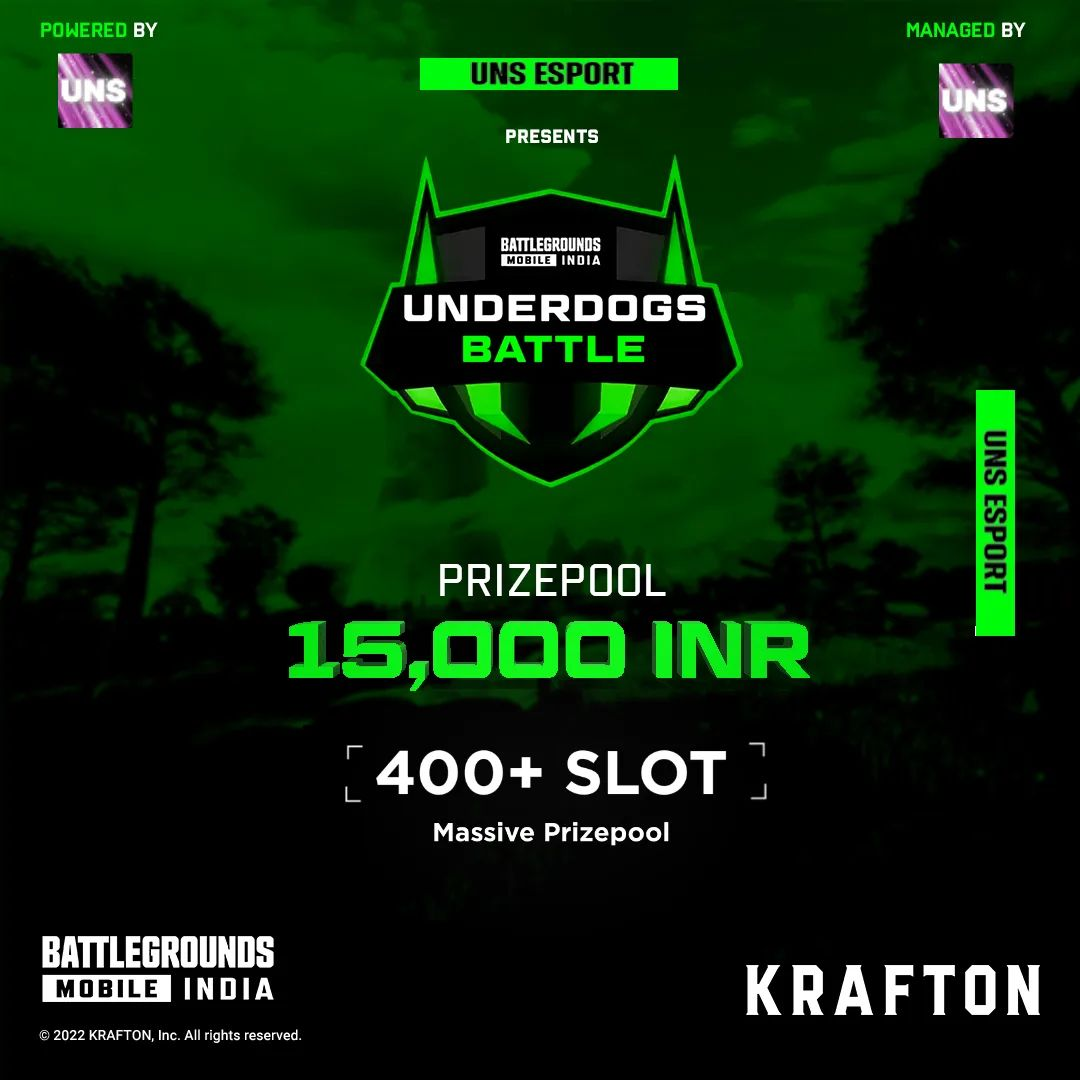 POWERED BY
UNS
MANAGED BY
UNS
UNS ESPORT
PRESENTS
BATTLEGROUNDS
MOBILE INDIA
UNDERDOGS
BATTLE
UNS ESPORT
PRIZEPOOL
15,000 INR
400+ SLOT
Massive Prizepool
BATTLEGROUNDS
MOBILE INDIA
© 2022 KRAFTON, Inc. All rights reserved.
KRAFTON